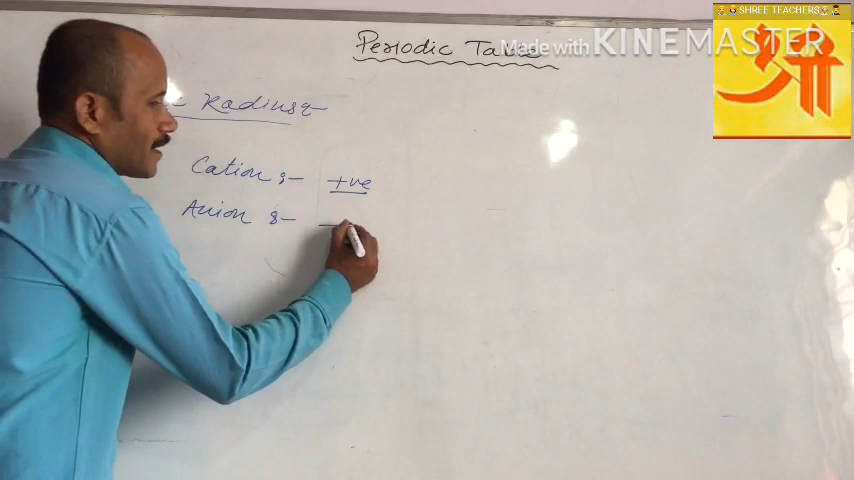 SHREE TEACHERS
Periodic Table
Made with KINEMASTER
श्री
Radius:-
Cation :- +ve
Anion :- -